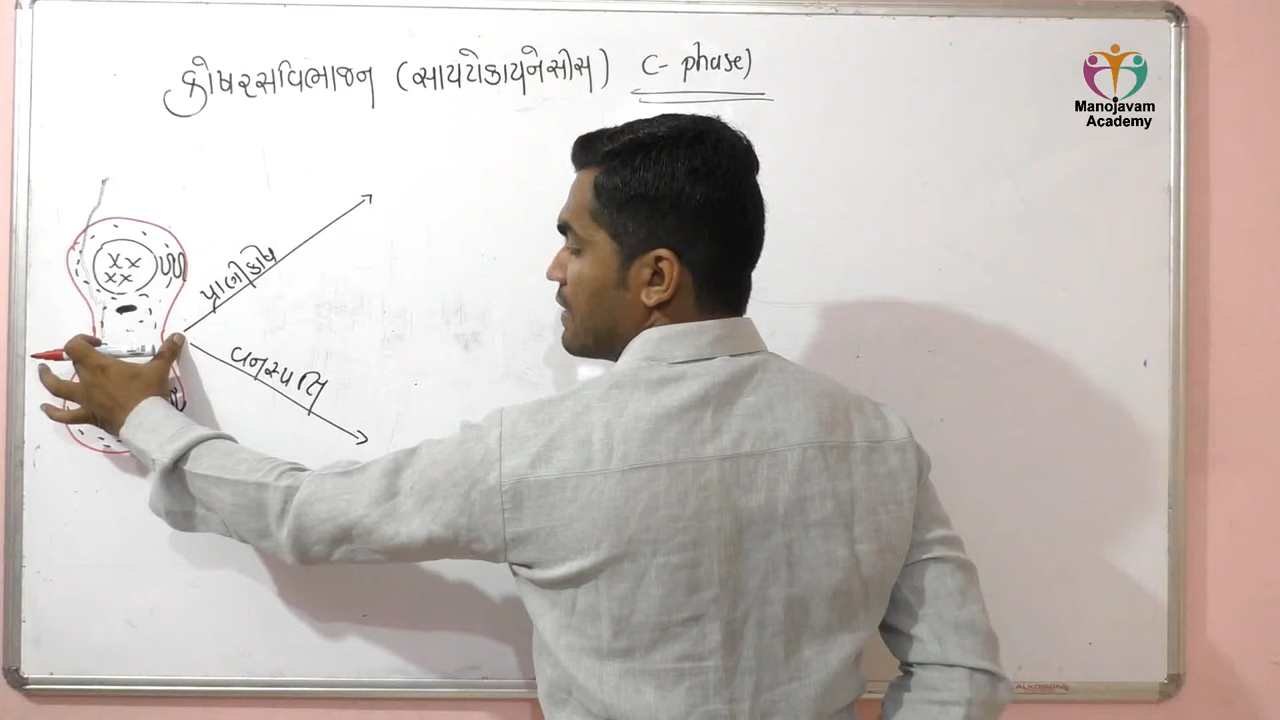 કોષરસવિભાજન (સાયટોકાયનેસીસ) C- phase)
Manojavam
Academy
પ્રાણીકોષ
વનસ્પતિ